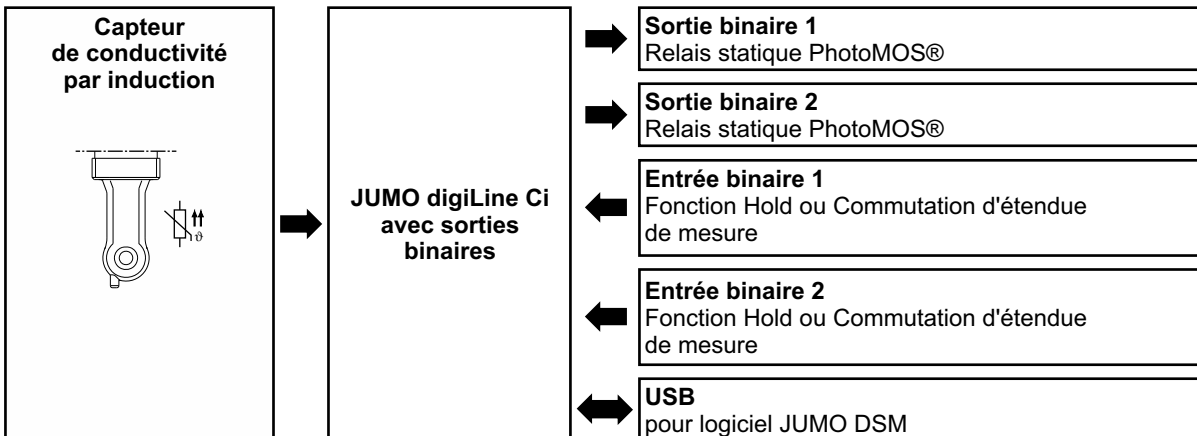 Capteur
de conductivité
par induction
ϑ
JUMO digiLine Ci
avec sorties
binaires
Sortie binaire 1
Relais statique PhotoMOS®
Sortie binaire 2
Relais statique PhotoMOS®
Entrée binaire 1
Fonction Hold ou Commutation d'étendue
de mesure
Entrée binaire 2
Fonction Hold ou Commutation d'étendue
de mesure
USB
pour logiciel JUMO DSM